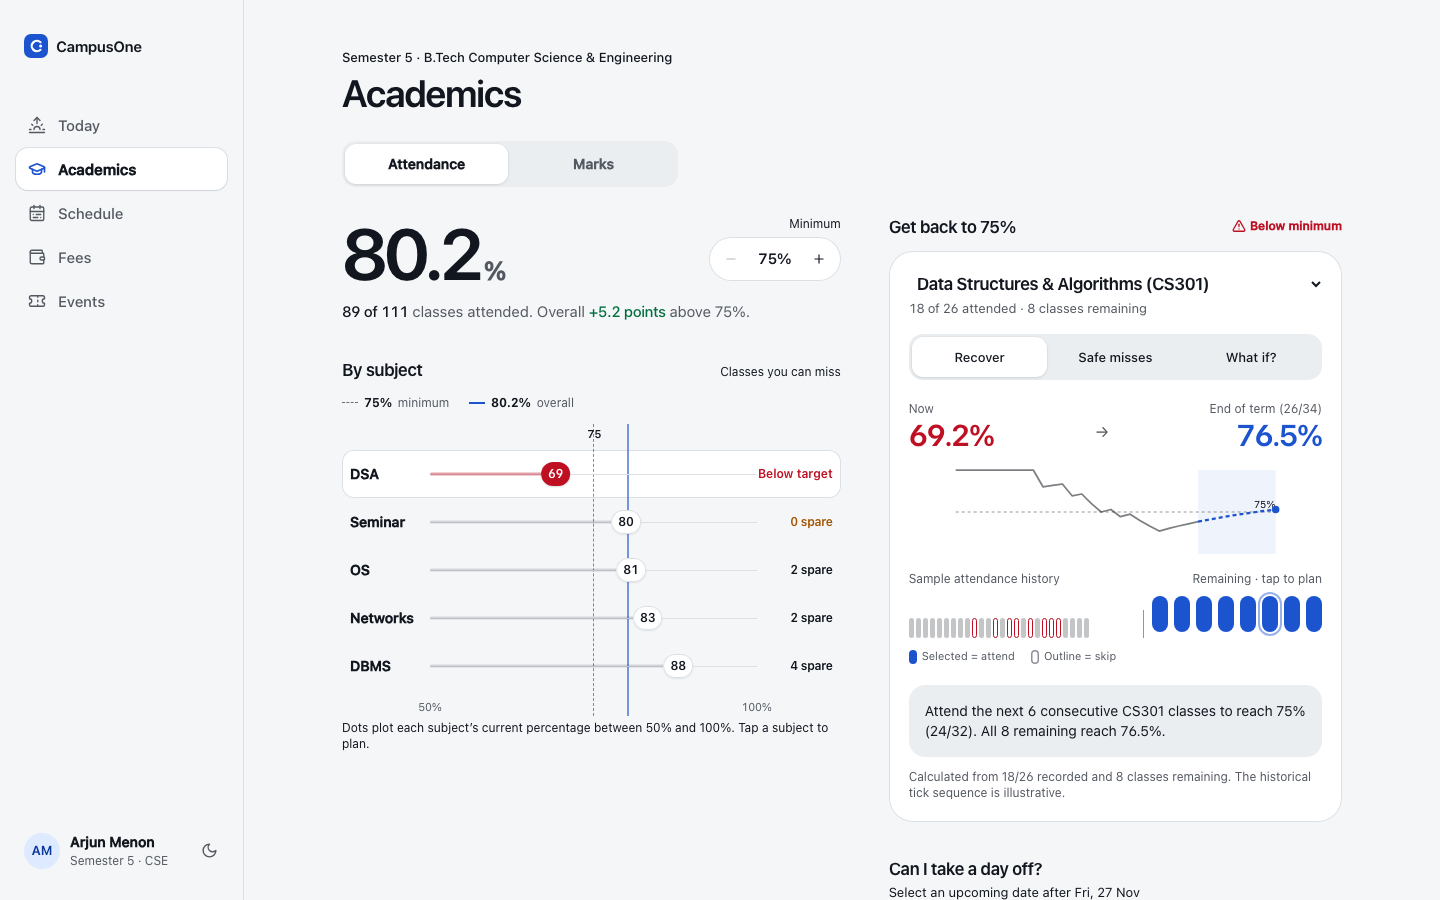 CampusOne
Today
Academics
Schedule
Fees
Events
AM
Arjun Menon
Semester 5 · CSE
Semester 5 · B.Tech Computer Science & Engineering
Academics
Attendance
Marks
80.2%
Minimum
− 75% +
89 of 111 classes attended. Overall +5.2 points above 75%.
By subject
Classes you can miss
75% minimum
80.2% overall
75
DSA 69 Below target
Seminar 80 0 spare
OS 81 2 spare
Networks 83 2 spare
DBMS 88 4 spare
50% 100%
Dots plot each subject's current percentage between 50% and 100%. Tap a subject to
plan.
Get back to 75%
Below minimum
Data Structures & Algorithms (CS301)
18 of 26 attended · 8 classes remaining
Recover
Safe misses
What if?
Now
End of term (26/34)
69.2% → 76.5%
75%
Sample attendance history
Remaining · tap to plan
Selected = attend
Outline = skip
Attend the next 6 consecutive CS301 classes to reach 75%
(24/32). All 8 remaining reach 76.5%.
Calculated from 18/26 recorded and 8 classes remaining. The historical
tick sequence is illustrative.
Can I take a day off?
Select an upcoming date after Fri, 27 Nov